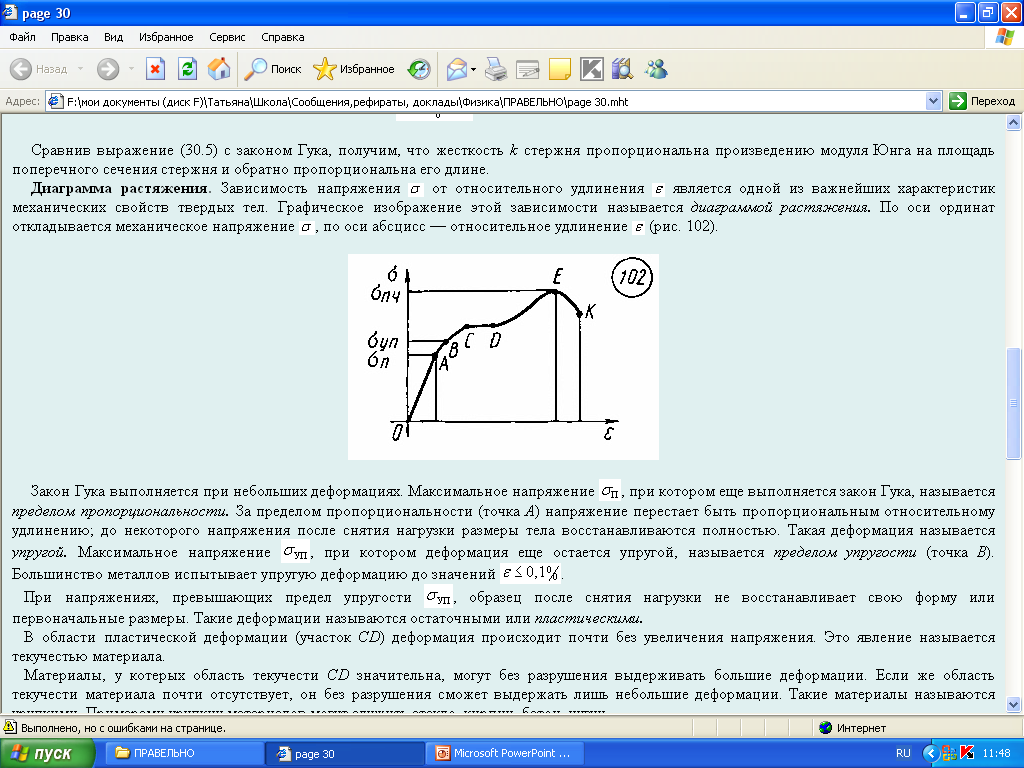 page 30
Файл Правка Вид Избранное Сервис Справка
Назад Поиск Избранное
Адрес: F:\мои документы (диск F)\Татьяна\Школа\Сообщения,рефираты, доклады\Физика\ПРАВЕЛЬНО\page 30.mht Переход
Сравнив выражение (30.5) с законом Гука, получим, что жесткость k стержня пропорциональна произведению модуля Юнга на площадь
поперечного сечения стержня и обратно пропорциональна его длине.
Диаграмма растяжения. Зависимость напряжения σ от относительного удлинения ε является одной из важнейших характеристик
механических свойств твердых тел. Графическое изображение этой зависимости называется диаграммой растяжения. По оси ординат
откладывается механическое напряжение σ, по оси абсцисс — относительное удлинение ε (рис. 102).
σ
E
102
σпч
K
σуп
C
D
B
σп
A
0
ε
Закон Гука выполняется при небольших деформациях. Максимальное напряжение σП, при котором еще выполняется закон Гука, называется
пределом пропорциональности. За пределом пропорциональности (точка A) напряжение перестает быть пропорциональным относительному
удлинению; до некоторого напряжения после снятия нагрузки размеры тела восстанавливаются полностью. Такая деформация называется
упругой. Максимальное напряжение σУП, при котором деформация еще остается упругой, называется пределом упругости (точка B).
Большинство металлов испытывает упругую деформацию до значений ε ≤ 0,1%.
При напряжениях, превышающих предел упругости σУП, образец после снятия нагрузки не восстанавливает свою форму или
первоначальные размеры. Такие деформации называются остаточными или пластическими.
В области пластической деформации (участок CD) деформация происходит почти без увеличения напряжения. Это явление называется
текучестью материала.
Материалы, у которых область текучести CD значительна, могут без разрушения выдерживать большие деформации. Если же область
текучести материала почти отсутствует, он без разрушения сможет выдержать лишь небольшие деформации. Такие материалы называются
Выполнено, но с ошибками на странице. Интернет
пуск ПРАВЕЛЬНО page 30 Microsoft PowerPoint ... RU 11:48